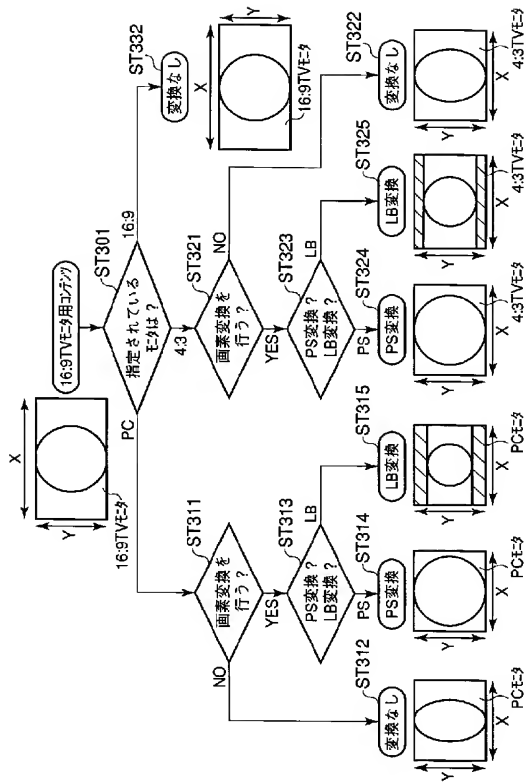 16:9TVモニタ用コンテンツ
X
Y
16:9TVモニタ
ST301
指定されている
モニタは?
PC
4:3
16:9
ST332
変換なし
X
Y
16:9TVモニタ
ST311
画素変換を
行う?
NO
YES
ST321
画素変換を
行う?
NO
YES
ST313
PS変換?
LB変換?
PS
LB
ST323
PS変換?
LB変換?
PS
LB
ST312
変換なし
ST314
PS変換
ST315
LB変換
ST324
PS変換
ST325
LB変換
ST322
変換なし
Y
X
PCモニタ
Y
X
PCモニタ
Y
X
PCモニタ
Y
X
4:3TVモニタ
Y
X
4:3TVモニタ
Y
X
4:3TVモニタ